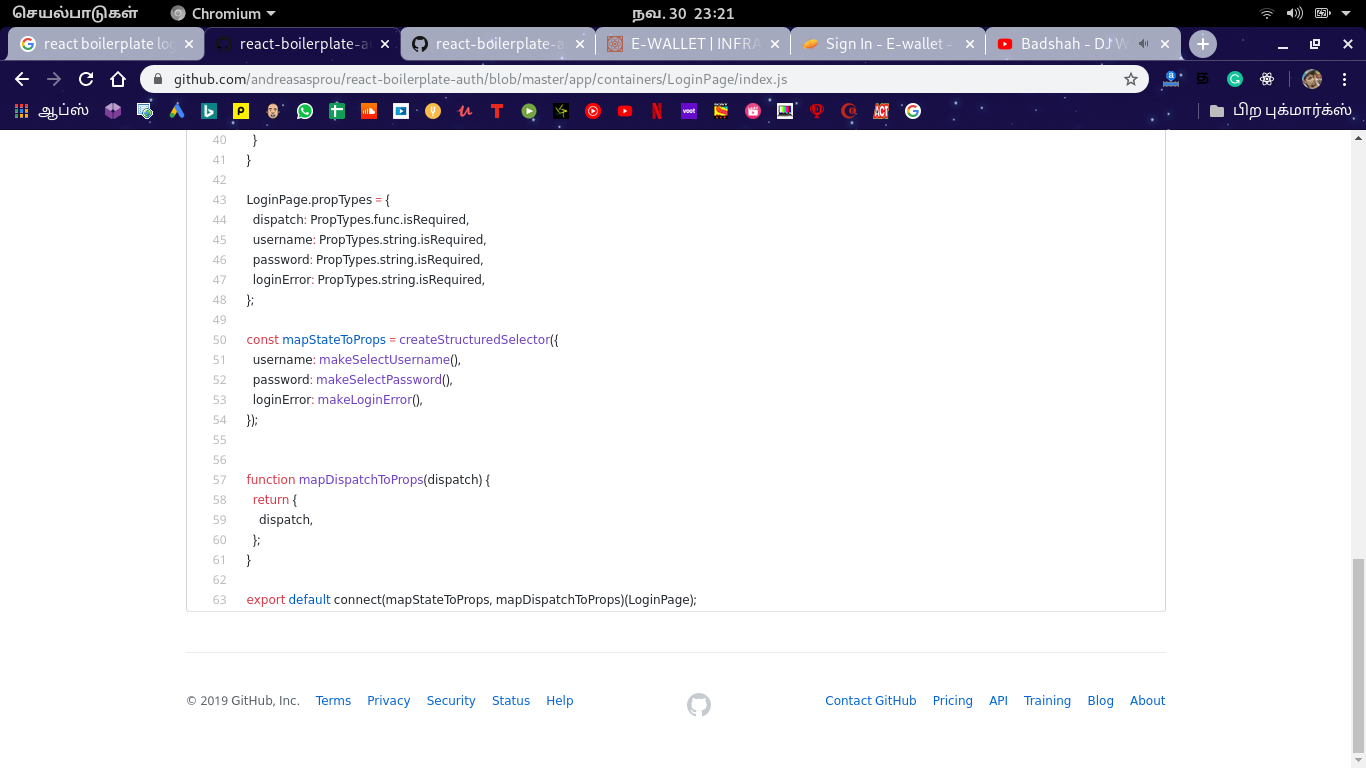 செயல்பாடுகள் Chromium நவ. 30 23:21
react boilerplate log react-boilerplate-au react-boilerplate-a E-WALLET | INFRA Sign In - E-wallet - Badshah - DJ W
github.com/andreasasprou/react-boilerplate-auth/blob/master/app/containers/LoginPage/index.js
ஆப்ஸ் பிற புக்மார்க்ஸ்
40 }
41 }
42
43 LoginPage.propTypes = {
44 dispatch: PropTypes.func.isRequired,
45 username: PropTypes.string.isRequired,
46 password: PropTypes.string.isRequired,
47 loginError: PropTypes.string.isRequired,
48 };
49
50 const mapStateToProps = createStructuredSelector({
51 username: makeSelectUsername(),
52 password: makeSelectPassword(),
53 loginError: makeLoginError(),
54 });
55
56
57 function mapDispatchToProps(dispatch) {
58 return {
59 dispatch,
60 };
61 }
62
63 export default connect(mapStateToProps, mapDispatchToProps)(LoginPage);
© 2019 GitHub, Inc. Terms Privacy Security Status Help Contact GitHub Pricing API Training Blog About